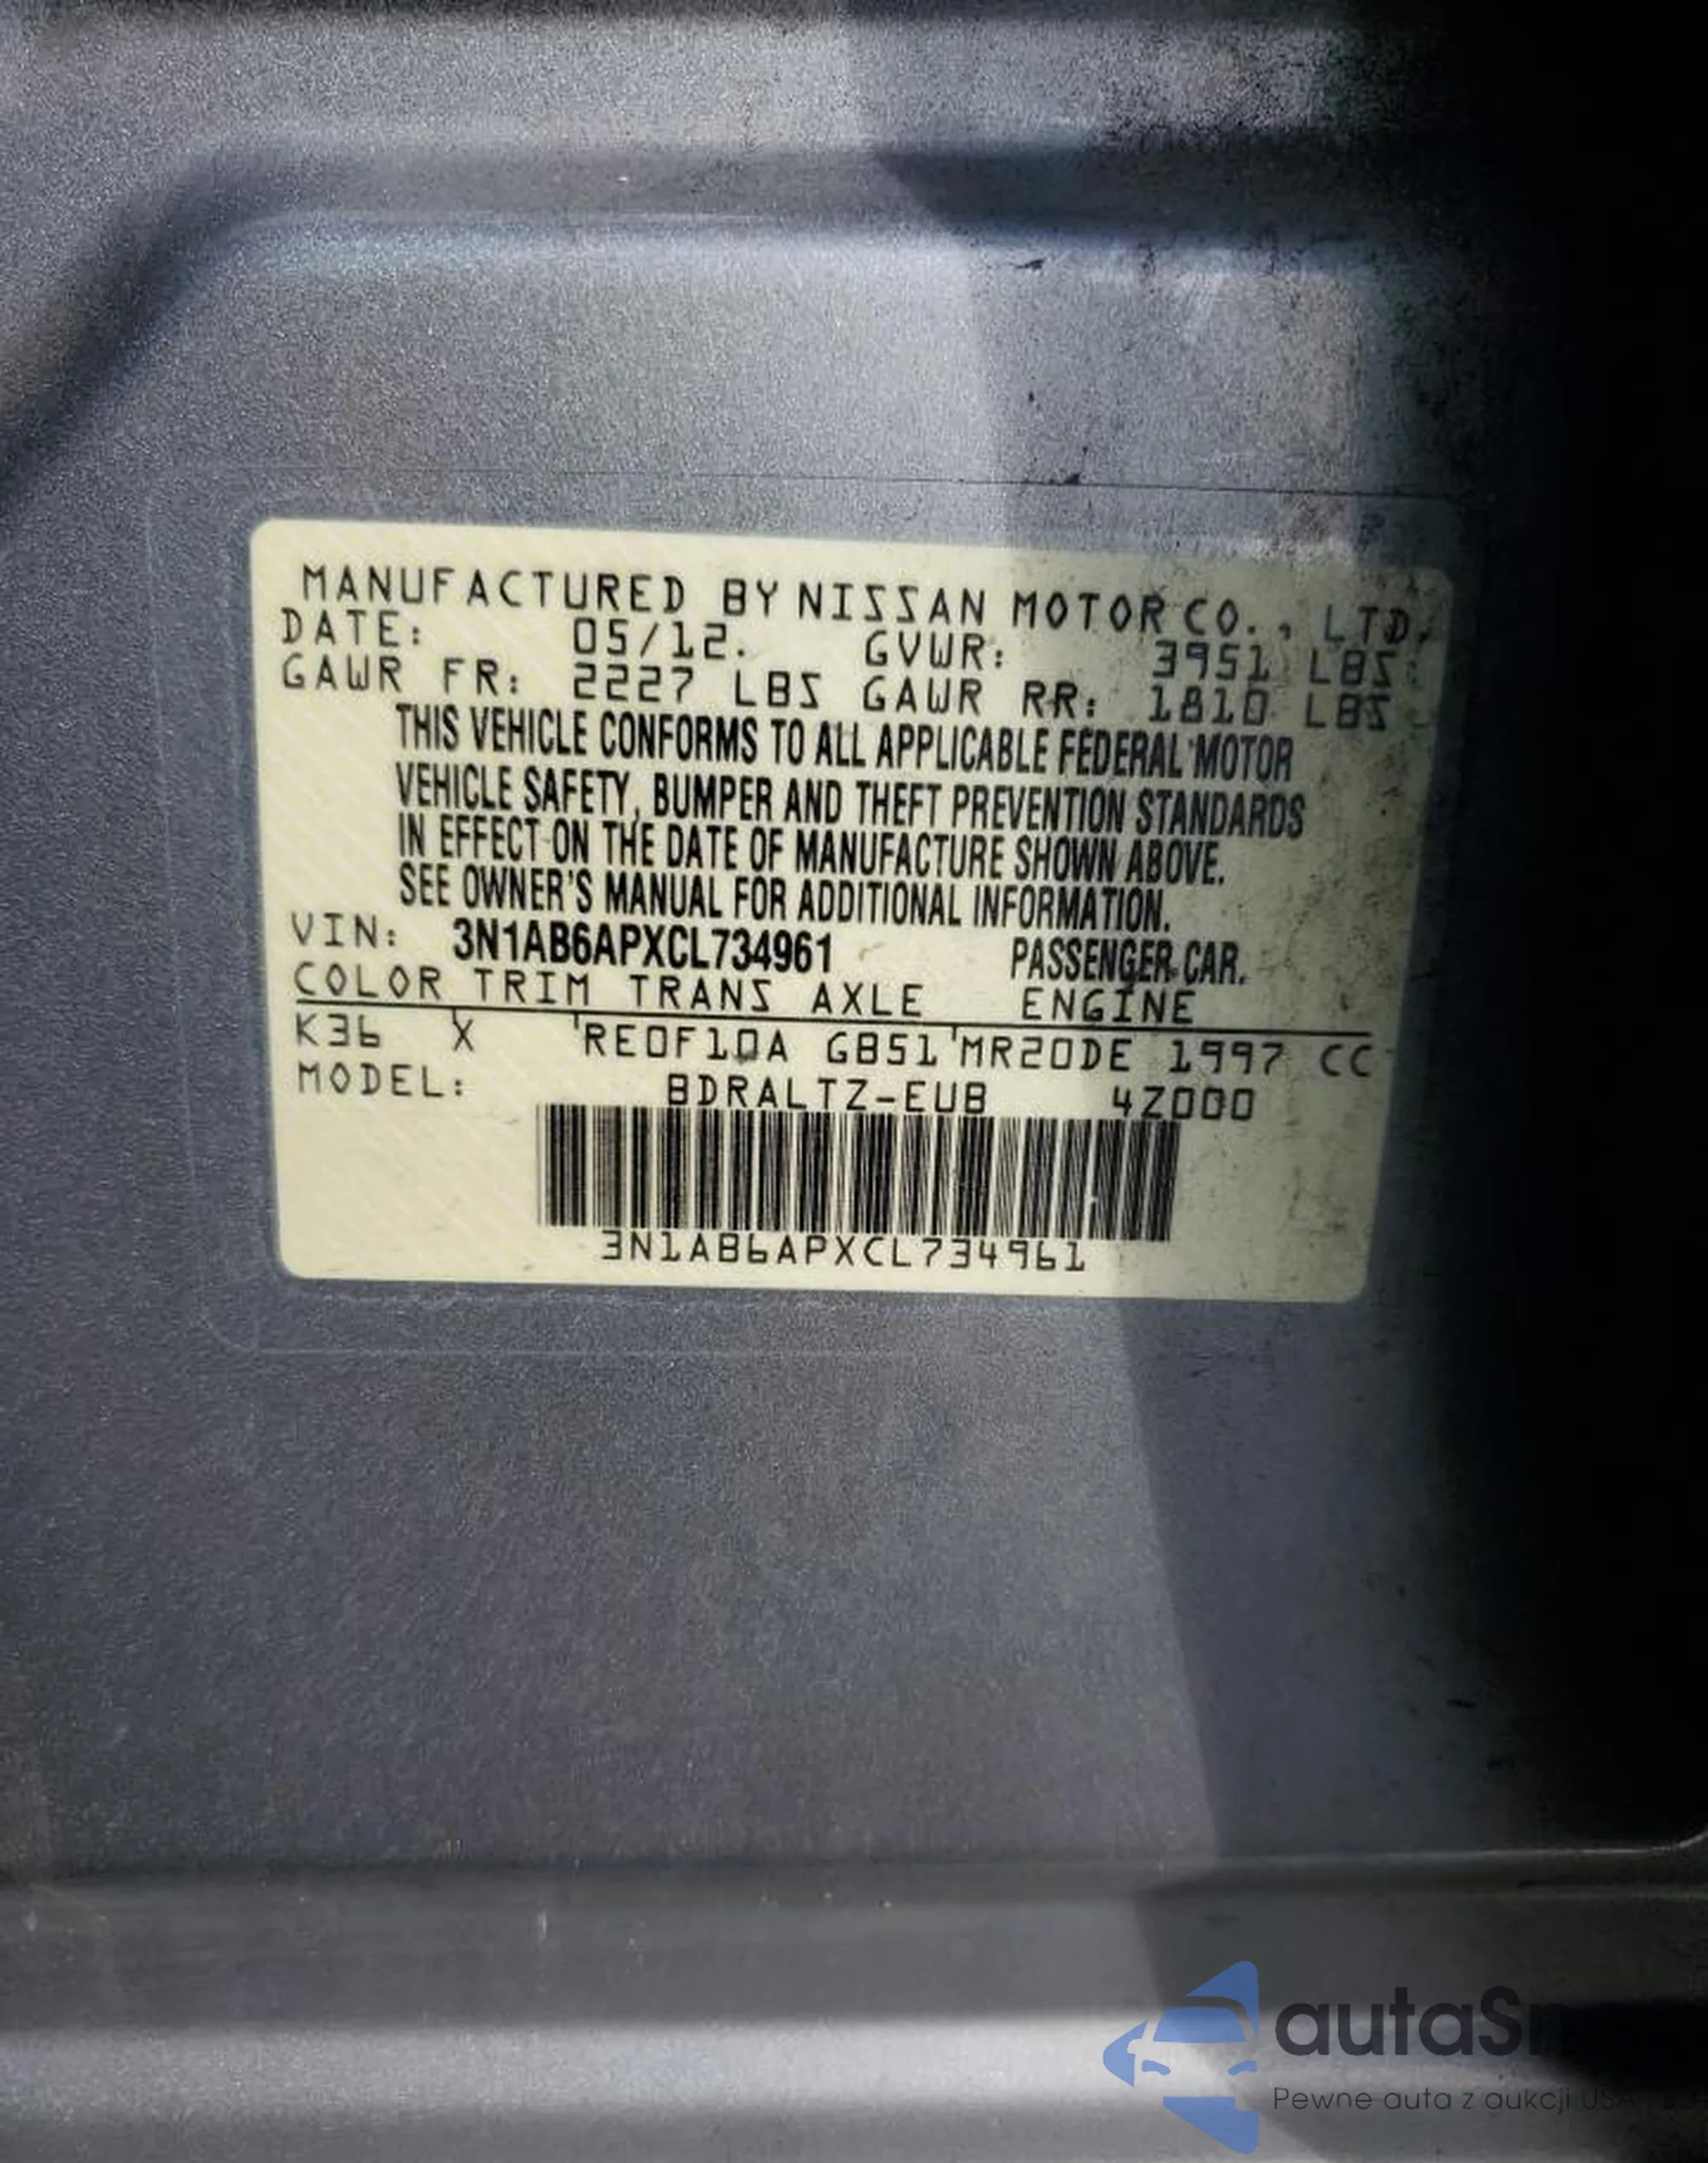 MANUFACTURED BY NISSAN MOTOR CO., LTD.
DATE: 05/12. GVWR: 3951 LBS
GAWR FR: 2227 LBS GAWR RR: 1810 LBS
THIS VEHICLE CONFORMS TO ALL APPLICABLE FEDERAL MOTOR
VEHICLE SAFETY, BUMPER AND THEFT PREVENTION STANDARDS
IN EFFECT ON THE DATE OF MANUFACTURE SHOWN ABOVE.
SEE OWNER'S MANUAL FOR ADDITIONAL INFORMATION.
VIN: 3N1AB6APXCL734961 PASSENGER CAR.
COLOR TRIM TRANS AXLE ENGINE
K36 X RE0F10A GB51 MR20DE 1997 CC
MODEL: BDRALTZ-EUB 4Z000
3N1AB6APXCL734961
Pewne auta z aukcji USA